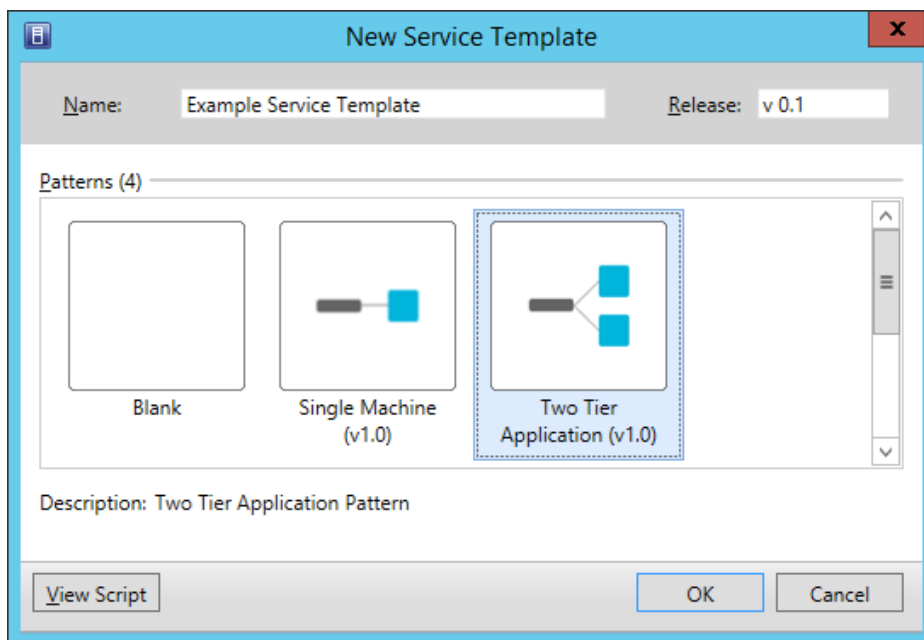 New Service Template
x
Name: Example Service Template Release: v 0.1
Patterns (4)
Blank
Single Machine
(v1.0)
Two Tier
Application (v1.0)
Description: Two Tier Application Pattern
View Script OK Cancel